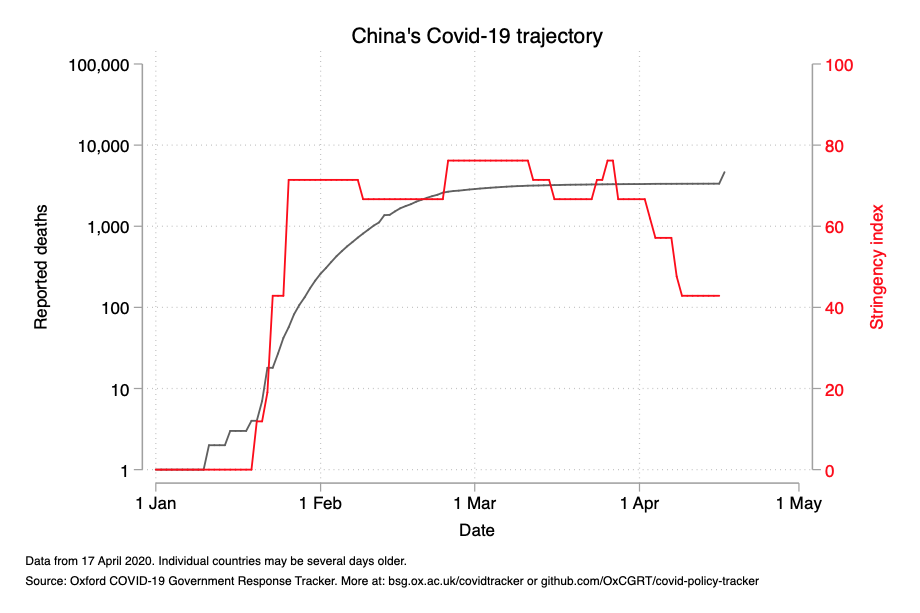 China's Covid-19 trajectory
100,000
10,000
1,000
100
10
1
Reported deaths
100
80
60
40
20
0
Stringency index
1 Jan
1 Feb
1 Mar
1 Apr
1 May
Date
Data from 17 April 2020. Individual countries may be several days older.
Source: Oxford COVID-19 Government Response Tracker. More at: bsg.ox.ac.uk/covidtracker or github.com/OxCGRT/covid-policy-tracker